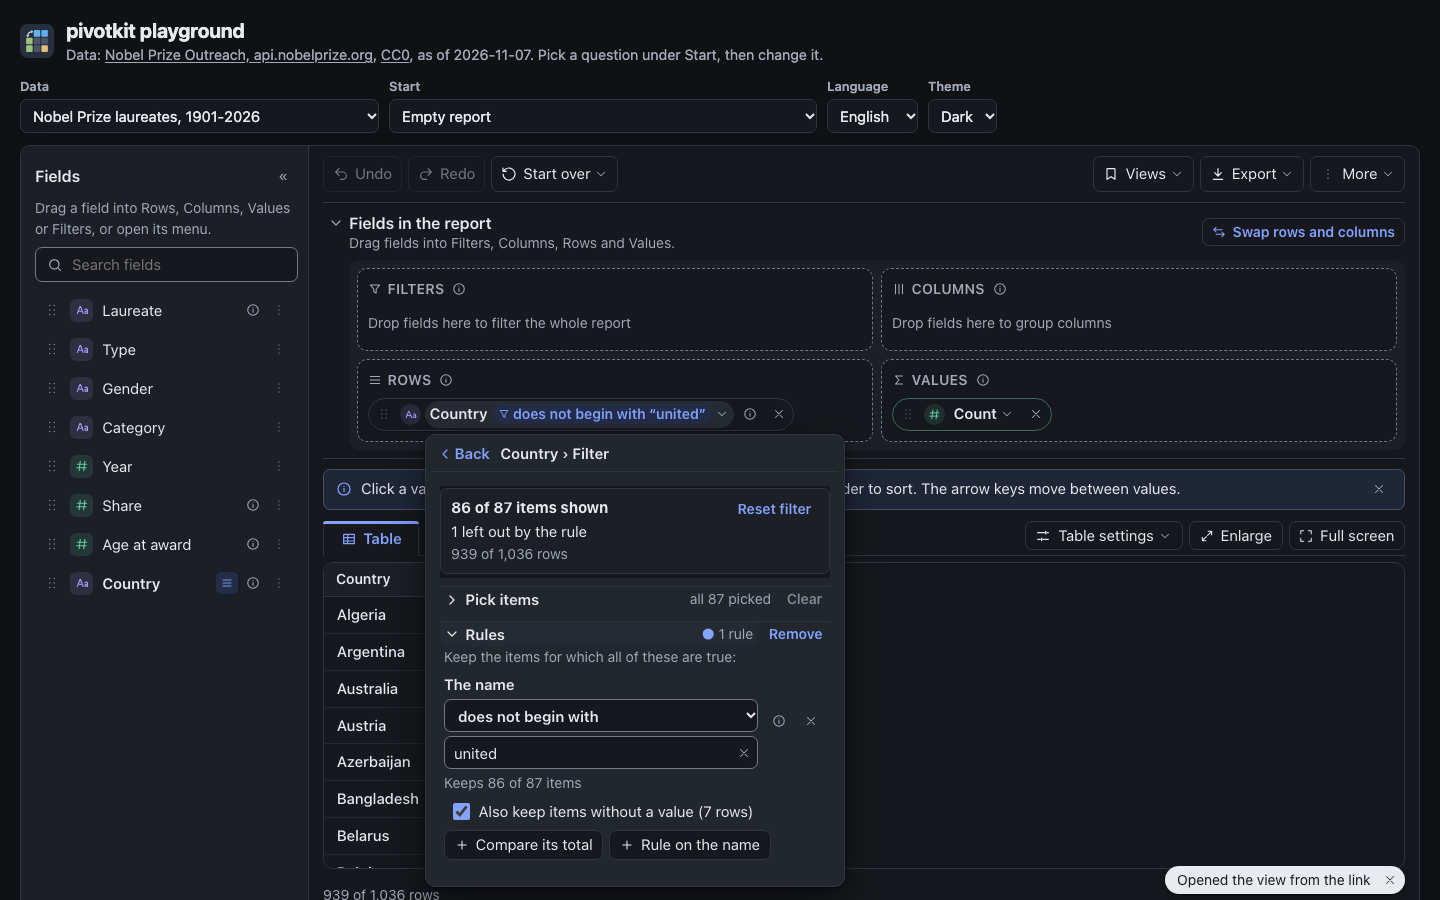 pivotkit playground
Data: Nobel Prize Outreach, api.nobelprize.org, CC0, as of 2026-11-07. Pick a question under Start, then change it.
Data
Start
Language
Theme
Nobel Prize laureates, 1901-2026
Empty report
English
Dark
Fields
«
Drag a field into Rows, Columns, Values
or Filters, or open its menu.
Search fields
Aa Laureate
Aa Type
Aa Gender
Aa Category
# Year
# Share
# Age at award
Aa Country
Undo
Redo
Start over
Views
Export
More
Fields in the report
Drag fields into Filters, Columns, Rows and Values.
Swap rows and columns
FILTERS
Drop fields here to filter the whole report
COLUMNS
Drop fields here to group columns
ROWS
Aa Country does not begin with “united”
VALUES
# Count
Back Country › Filter
86 of 87 items shown
Reset filter
1 left out by the rule
939 of 1,036 rows
Pick items
all 87 picked
Clear
Rules
1 rule
Remove
Keep the items for which all of these are true:
The name
does not begin with
united
Keeps 86 of 87 items
Also keep items without a value (7 rows)
+ Compare its total
+ Rule on the name
Click a va
der to sort. The arrow keys move between values.
Table
Table settings
Enlarge
Full screen
Country
Algeria
Argentina
Australia
Austria
Azerbaijan
Bangladesh
Belarus
939 of 1,036 rows
Opened the view from the link